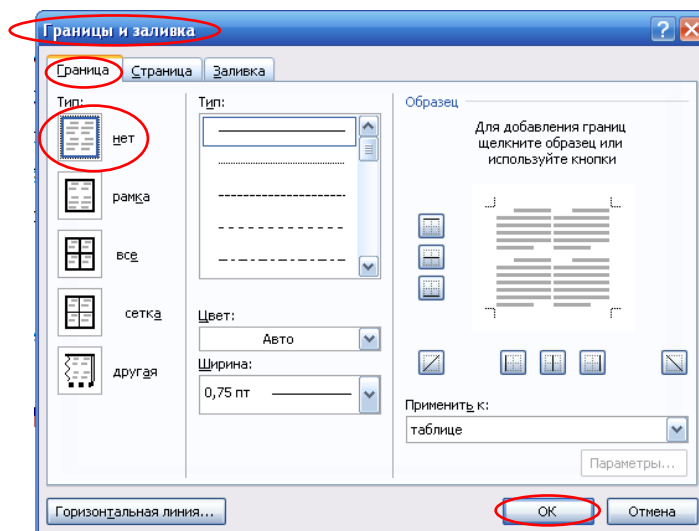 Границы и заливка
Граница
Страница
Заливка
Тип:
нет
рамка
все
сетка
другая
Тип:
Цвет:
Авто
Ширина:
0,75 пт
Образец
Для добавления границ
щелкните образец или
используйте кнопки
Применить к:
таблице
Параметры...
Горизонтальная линия...
ОК
Отмена